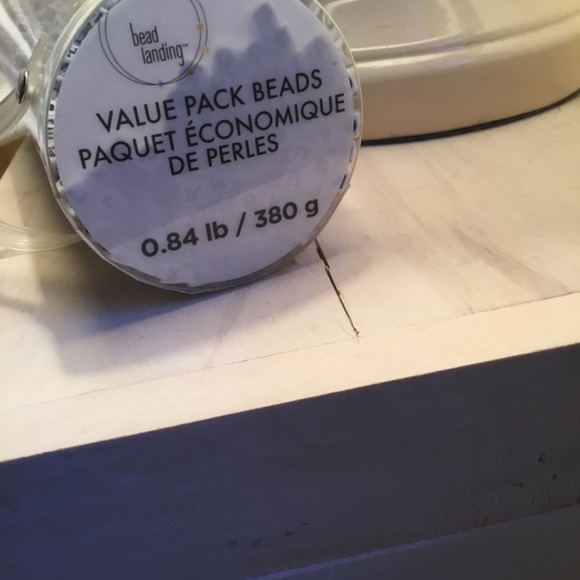 bead
landing™
VALUE PACK BEADS
PAQUET ÉCONOMIQUE
DE PERLES
0.84 lb / 380 g